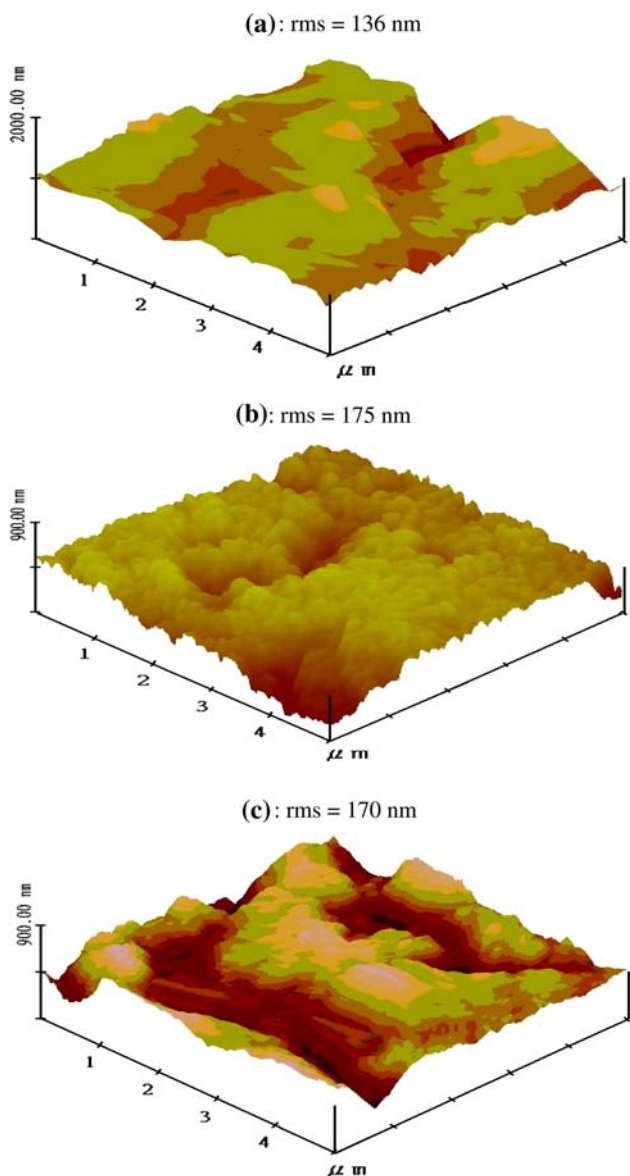 (a): rms = 136 nm
2000.00 nm
1
2
3
4
μm
(b): rms = 175 nm
900.00 nm
1
2
3
4
μm
(c): rms = 170 nm
900.00 nm
1
2
3
4
μm